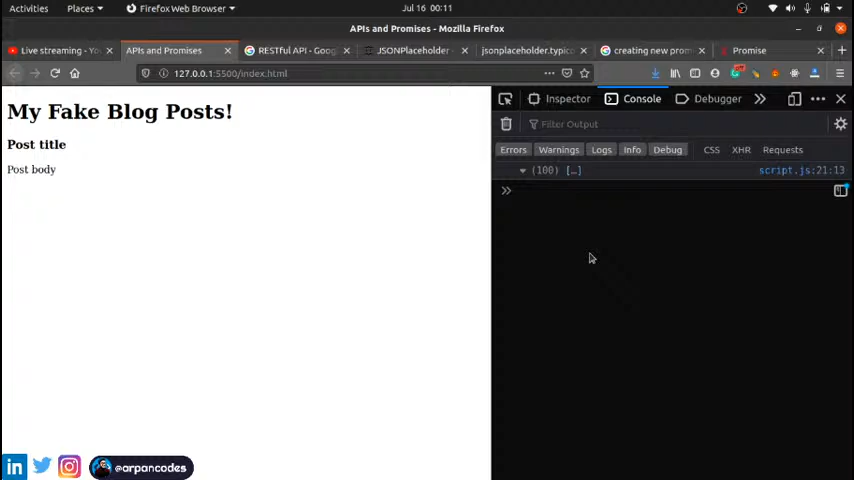 Activities Places Firefox Web Browser Jul 16 00:11
APIs and Promises - Mozilla Firefox
Live streaming - Yo APIs and Promises RESTful API - Goog JSONPlaceholder - jsonplaceholder.typic creating new prom Promise
127.0.0.1:5500/index.html
My Fake Blog Posts!
Post title
Post body
Inspector Console Debugger
Filter Output
Errors Warnings Logs Info Debug CSS XHR Requests
(100) […] script.js:21:13
in @arpancodes